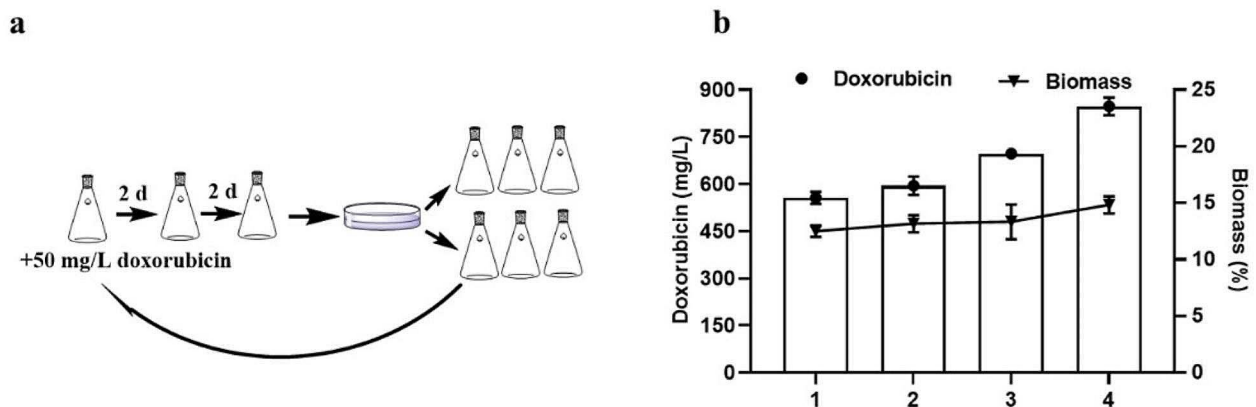 a
2 d
2 d
+50 mg/L doxorubicin
b
Doxorubicin
Biomass
Doxorubicin (mg/L)
900
750
600
450
300
150
0
25
20
15
10
5
0
Biomass (%)
1 2 3 4